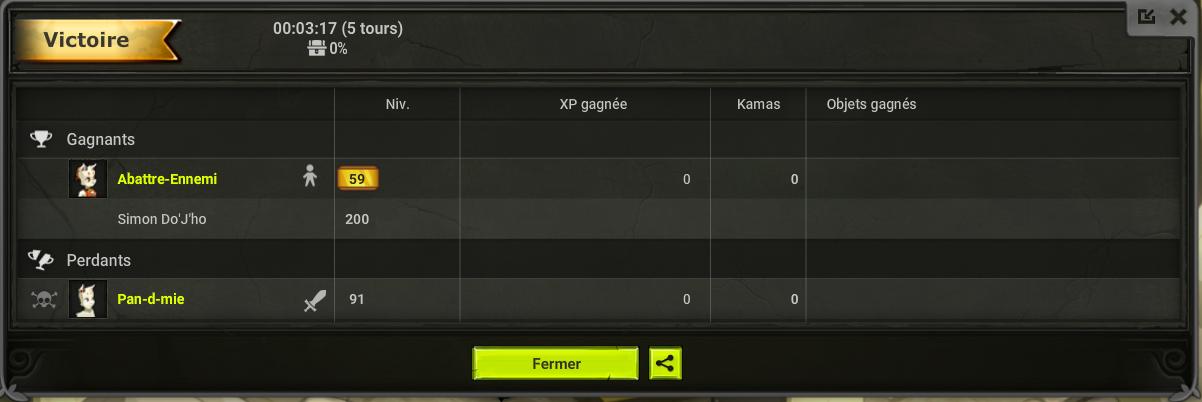 Victoire
00:03:17 (5 tours)
0%
Niv. XP gagnée Kamas Objets gagnés
Gagnants
Abattre-Ennemi 59 0 0
Simon Do'J'ho 200
Perdants
Pan-d-mie 91 0 0
Fermer